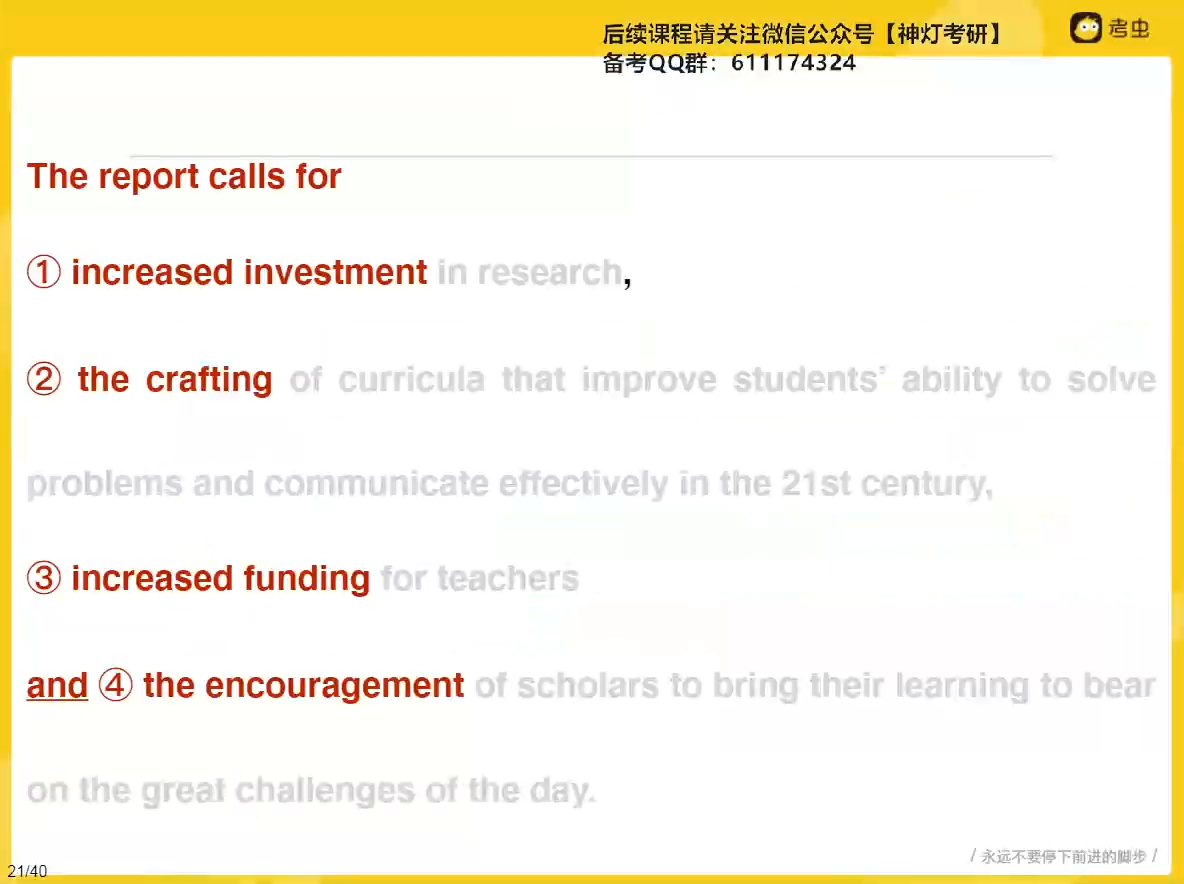 后续课程请关注微信公众号【神灯考研】
考虫
备考QQ群：611174324
The report calls for
① increased investment in research,
② the crafting of curricula that improve students’ ability to solve
problems and communicate effectively in the 21st century,
③ increased funding for teachers
and ④ the encouragement of scholars to bring their learning to bear
on the great challenges of the day.
/ 永远不要停下前进的脚步 /
21/40